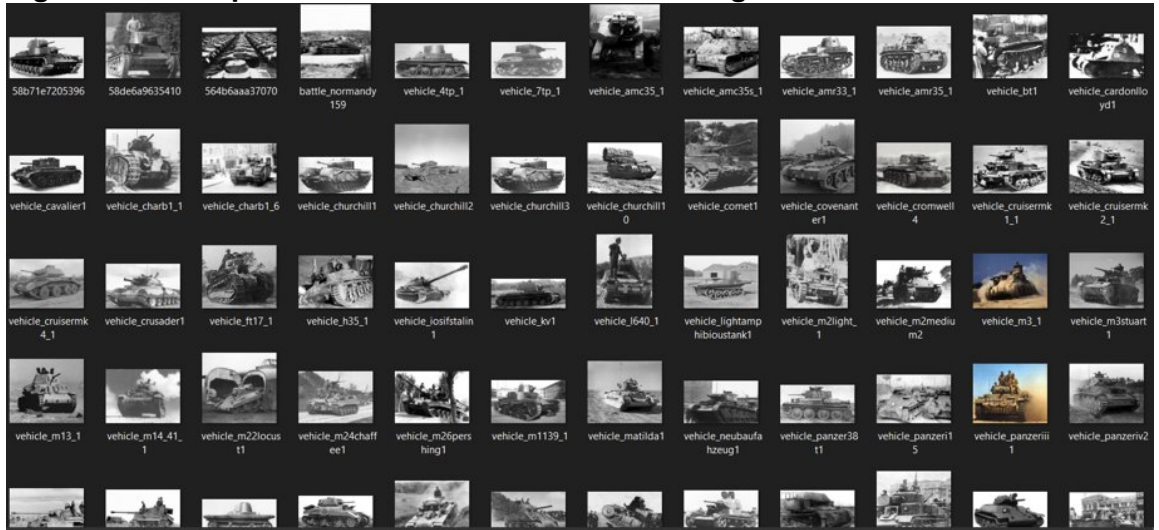 58b71e7205396 58de6a9635410 564b6aaa37070 battle_normandy vehicle_4tp_1 vehicle_7tp_1 vehicle_amc35_1 vehicle_amc35s_1 vehicle_amr33_1 vehicle_amr35_1 vehicle_bt1 vehicle_cardonllo
159 yd1
vehicle_cavalier1 vehicle_charb1_1 vehicle_charb1_6 vehicle_churchill1 vehicle_churchill2 vehicle_churchill3 vehicle_churchill1 vehicle_comet1 vehicle_covenant vehicle_cromwell vehicle_cruisermk vehicle_cruisermk
0 er1 4 1_1 2_1
vehicle_cruisermk vehicle_crusader1 vehicle_ft17_1 vehicle_h35_1 vehicle_iosifstalin vehicle_kv1 vehicle_l640_1 vehicle_lightamp vehicle_m2light_ vehicle_m2mediu vehicle_m3_1 vehicle_m3stuart
4_1 1 hibioustank1 1 m2 1
vehicle_m13_1 vehicle_m14_41_ vehicle_m22locus vehicle_m24chaff vehicle_m26pers vehicle_m1139_1 vehicle_matilda1 vehicle_neubaufa vehicle_panzer38 vehicle_panzeri1 vehicle_panzeriii vehicle_panzeriv2
1 t1 ee1 hing1 hzeug1 t1 5 1